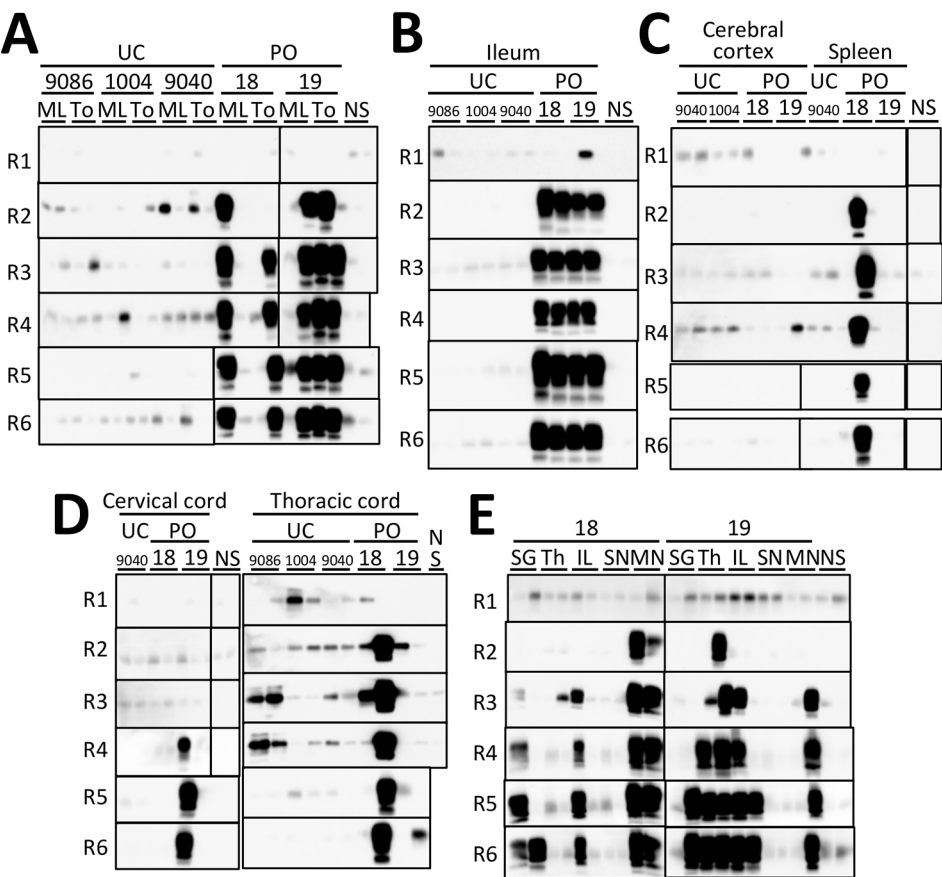 A
UC PO
9086 1004 9040 18 19
ML To ML To ML To ML To ML To NS
R1
R2
R3
R4
R5
R6
B
Ileum
UC PO
9086 1004 9040 18 19 NS
R1
R2
R3
R4
R5
R6
C
Cerebral
cortex Spleen
UC PO UC PO
9040 1004 18 19 9040 18 19 NS
R1
R2
R3
R4
R5
R6
D
Cervical cord Thoracic cord
UC PO UC PO N
9040 18 19 NS 9086 1004 9040 18 19 S
R1
R2
R3
R4
R5
R6
E
18 19
SG Th IL SN MN SG Th IL SN MN NS
R1
R2
R3
R4
R5
R6